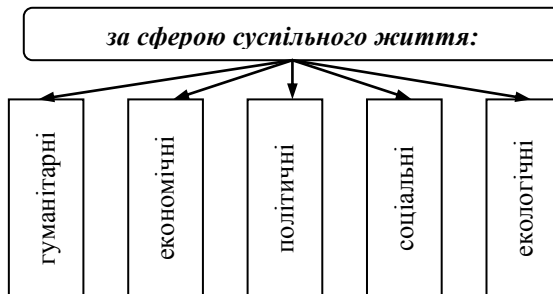 за сферою суспільного життя:
гуманітарні
економічні
політичні
соціальні
екологічні